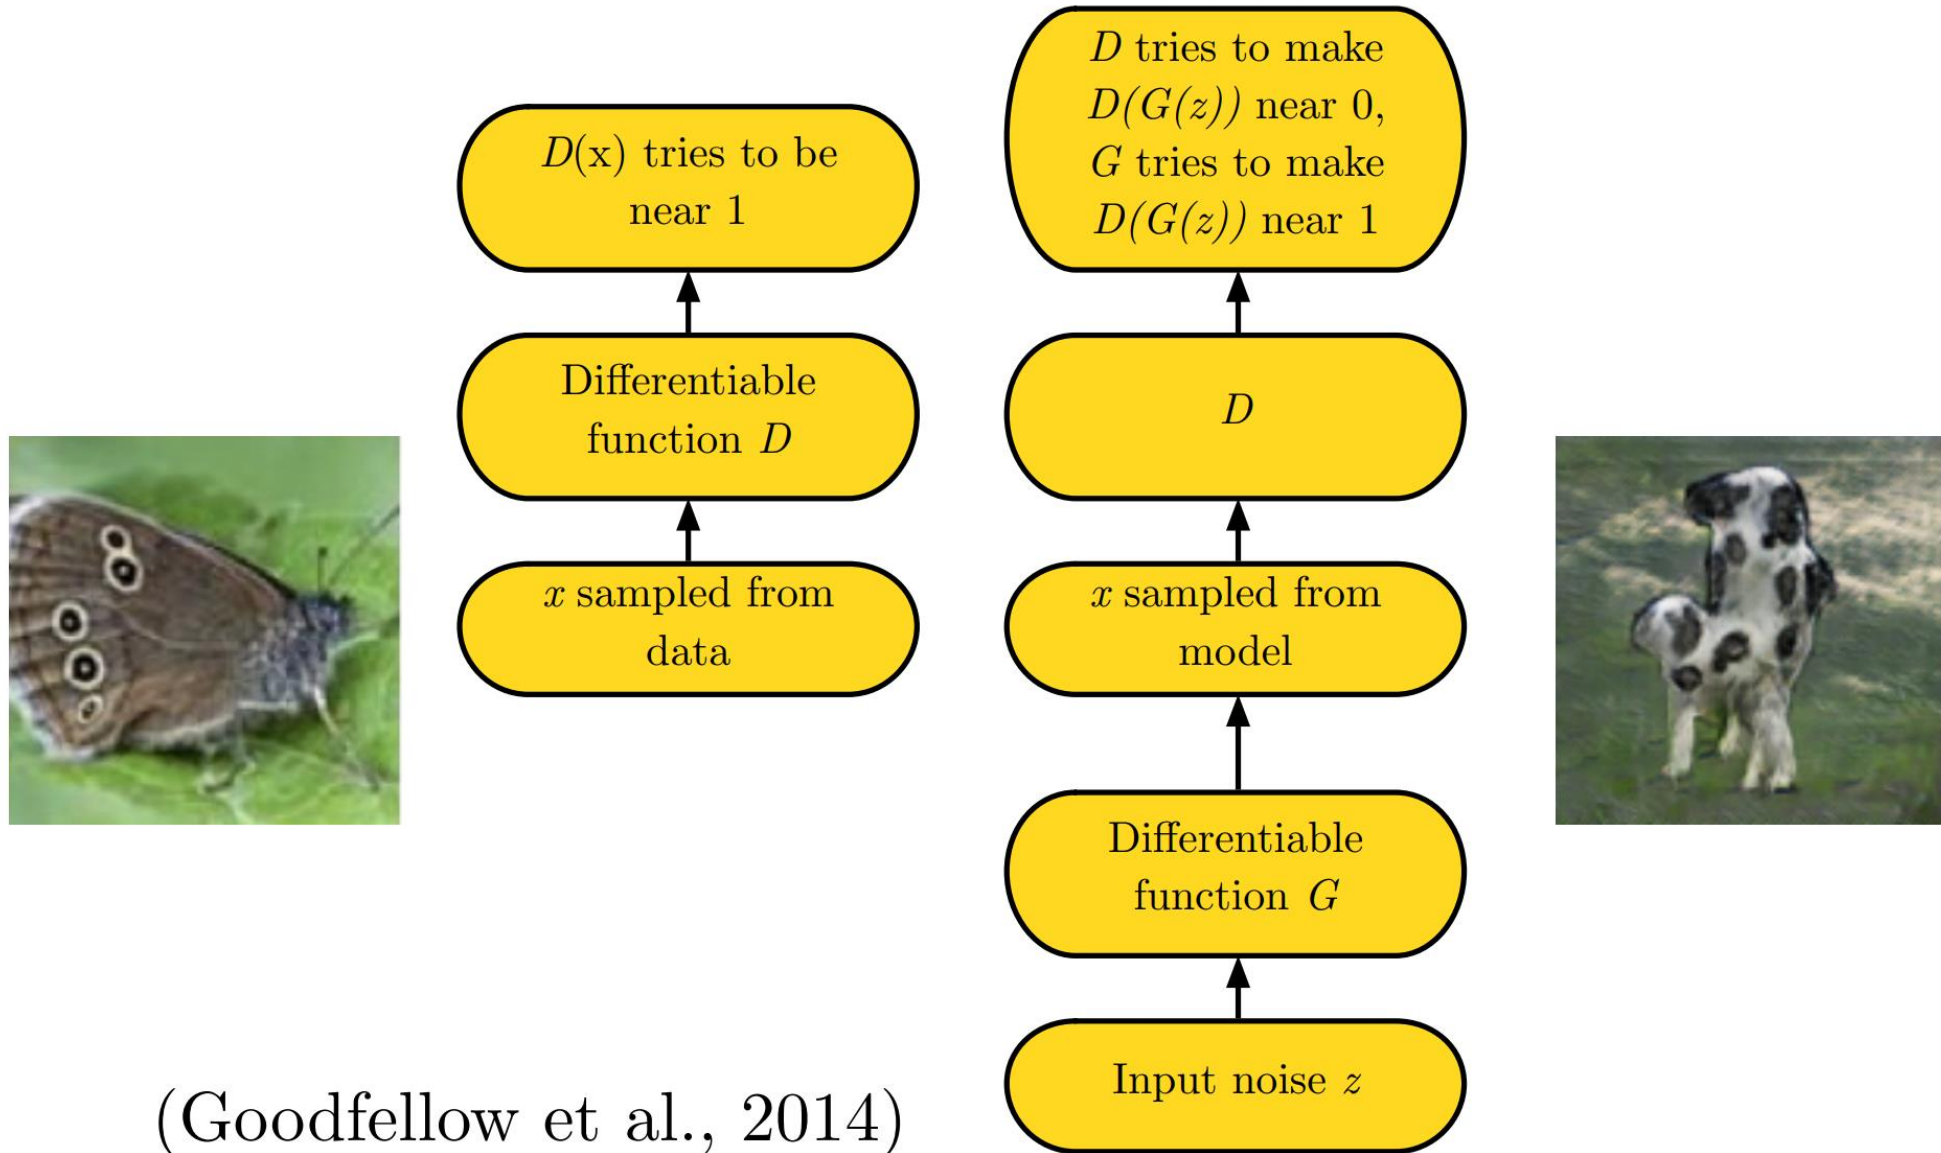 D(x) tries to be
near 1
Differentiable
function D
x sampled from
data
D tries to make
D(G(z)) near 0,
G tries to make
D(G(z)) near 1
D
x sampled from
model
Differentiable
function G
Input noise z
(Goodfellow et al., 2014)